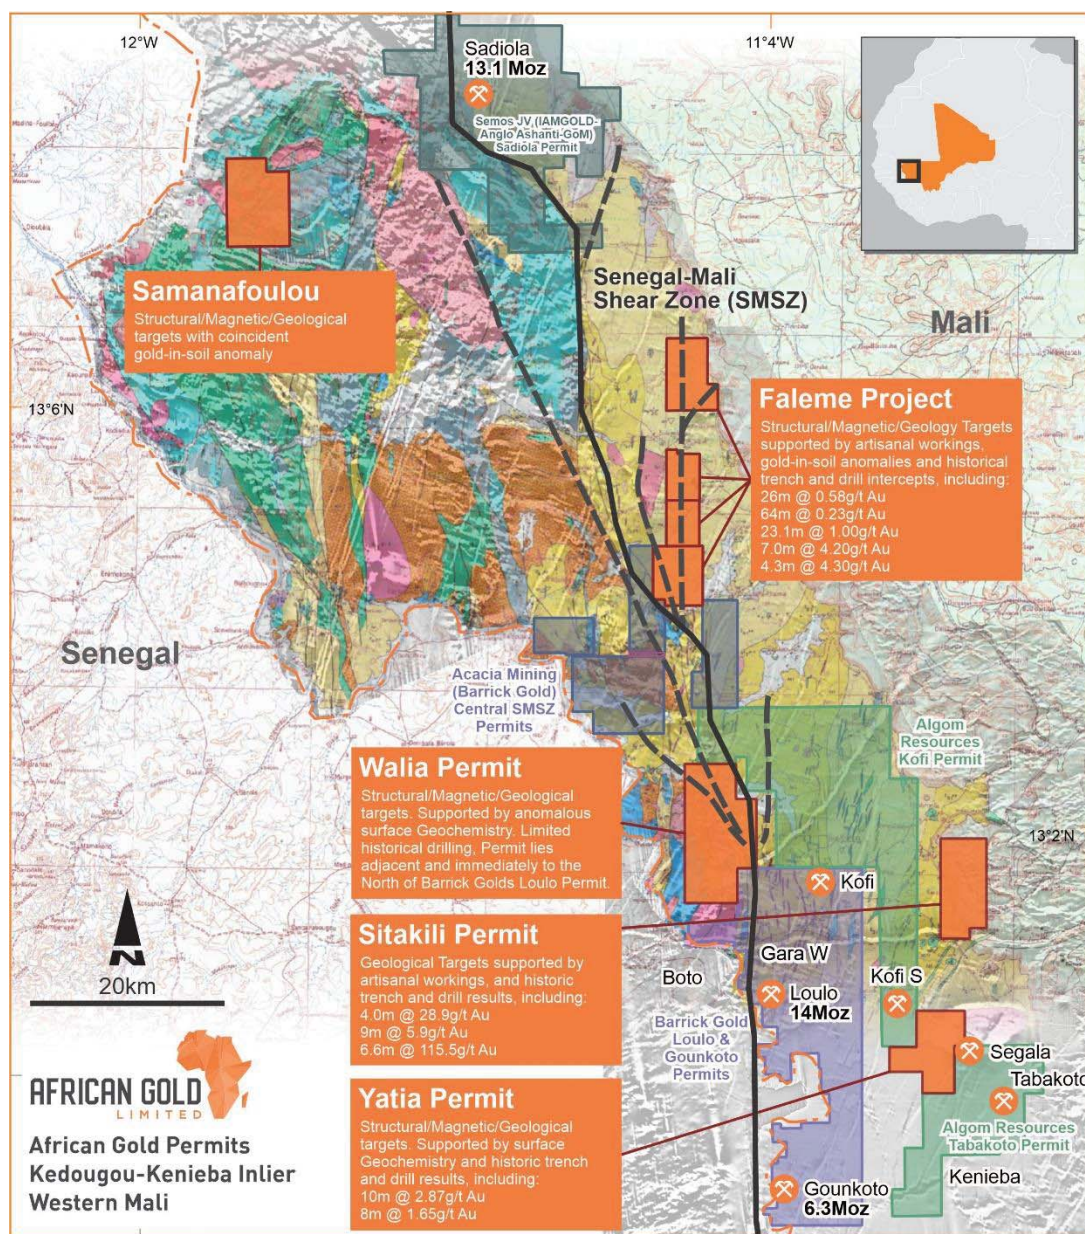 12°W
11°4'W
Sadiola
13.1 Moz
Semos JV (IAMGOLD-
Anglo Ashanti-GoM)
Sadiola Permit
Senegal-Mali
Shear Zone (SMSZ)
Mali
Samanafoulou
Structural/Magnetic/Geological
targets with coincident
gold-in-soil anomaly
13°6'N
Faleme Project
Structural/Magnetic/Geology Targets
supported by artisanal workings,
gold-in-soil anomalies and historical
trench and drill intercepts, including:
26m @ 0.58g/t Au
64m @ 0.23g/t Au
23.1m @ 1.00g/t Au
7.0m @ 4.20g/t Au
4.3m @ 4.30g/t Au
Senegal
Acacia Mining
(Barrick Gold)
Central SMSZ
Permits
Algom
Resources
Kofi Permit
Walia Permit
Structural/Magnetic/Geological
targets. Supported by anomalous
surface Geochemistry. Limited
historical drilling, Permit lies
adjacent and immediately to the
North of Barrick Golds Loulo Permit.
13°2'N
Kofi
Sitakili Permit
Geological Targets supported by
artisanal workings, and historic
trench and drill results, including:
4.0m @ 28.9g/t Au
9m @ 5.9g/t Au
6.6m @ 115.5g/t Au
Gara W
Boto
Kofi S
Loulo
14Moz
Barrick Gold
Loulo &
Gounkoto
Permits
Segala
Tabakoto
Algom Resources
Tabakoto Permit
Kenieba
Yatia Permit
Structural/Magnetic/Geological
targets. Supported by surface
Geochemistry and historic trench
and drill results, including:
10m @ 2.87g/t Au
8m @ 1.65g/t Au
Gounkoto
6.3Moz
N
20km
AFRICAN GOLD
LIMITED
African Gold Permits
Kedougou-Kenieba Inlier
Western Mali